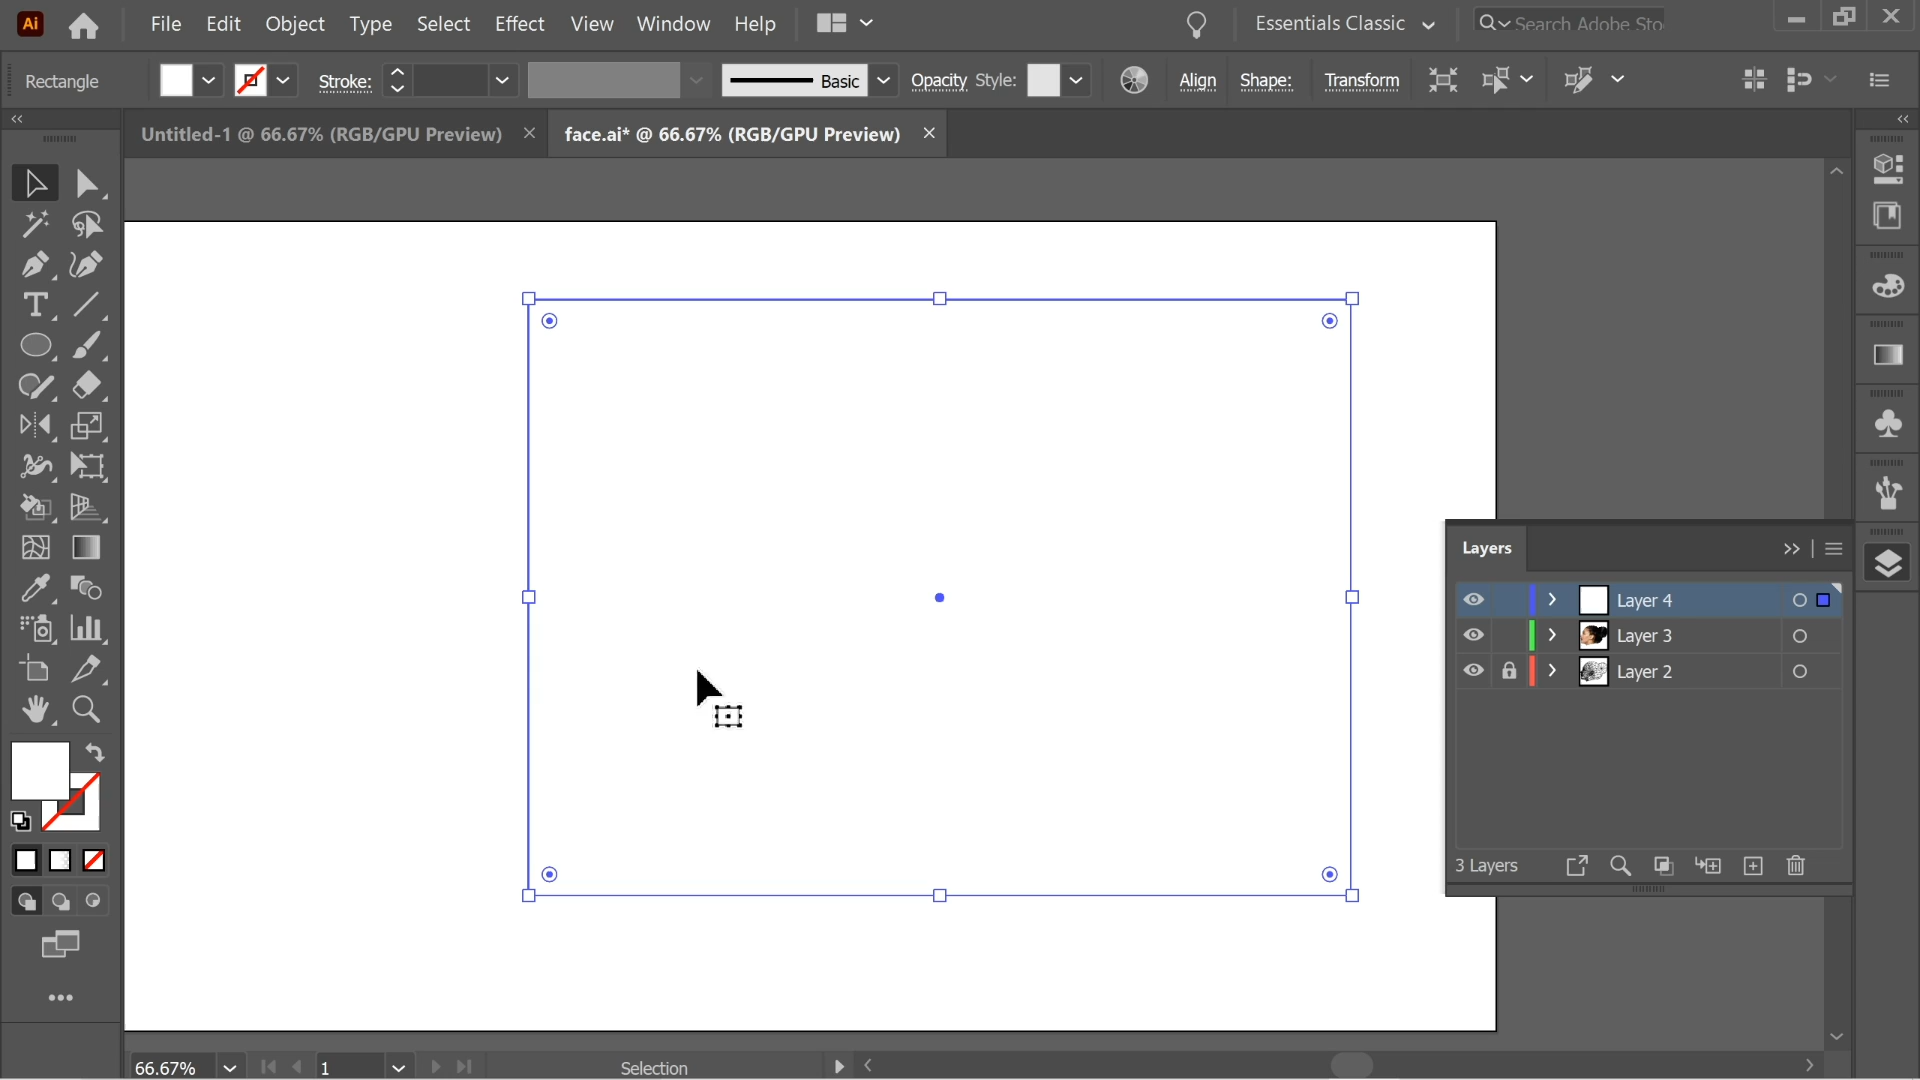 Ai File Edit Object Type Select Effect View Window Help Essentials Classic Search Adobe Sto
Rectangle Stroke: Basic Opacity Style: Align Shape: Transform
Untitled-1 @ 66.67% (RGB/GPU Preview) face.ai* @ 66.67% (RGB/GPU Preview)
Layers
Layer 4
Layer 3
Layer 2
3 Layers
66.67% 1 Selection